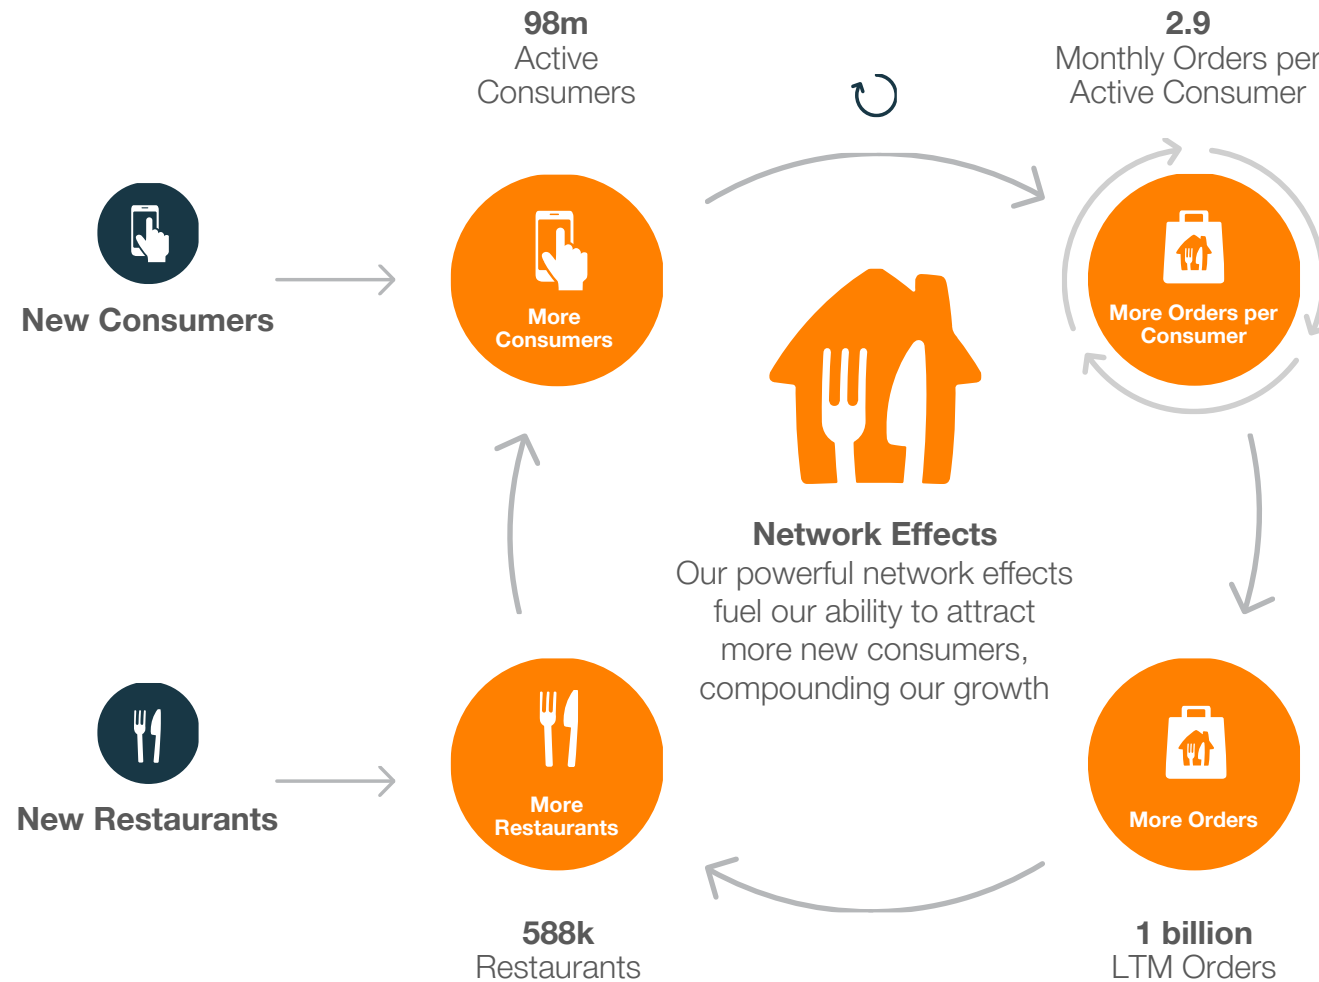 98m
Active
Consumers
2.9
Monthly Orders per
Active Consumer
New Consumers
More
Consumers
More Orders per
Consumer
Network Effects
Our powerful network effects
fuel our ability to attract
more new consumers,
compounding our growth
New Restaurants
More
Restaurants
More Orders
588k
Restaurants
1 billion
LTM Orders